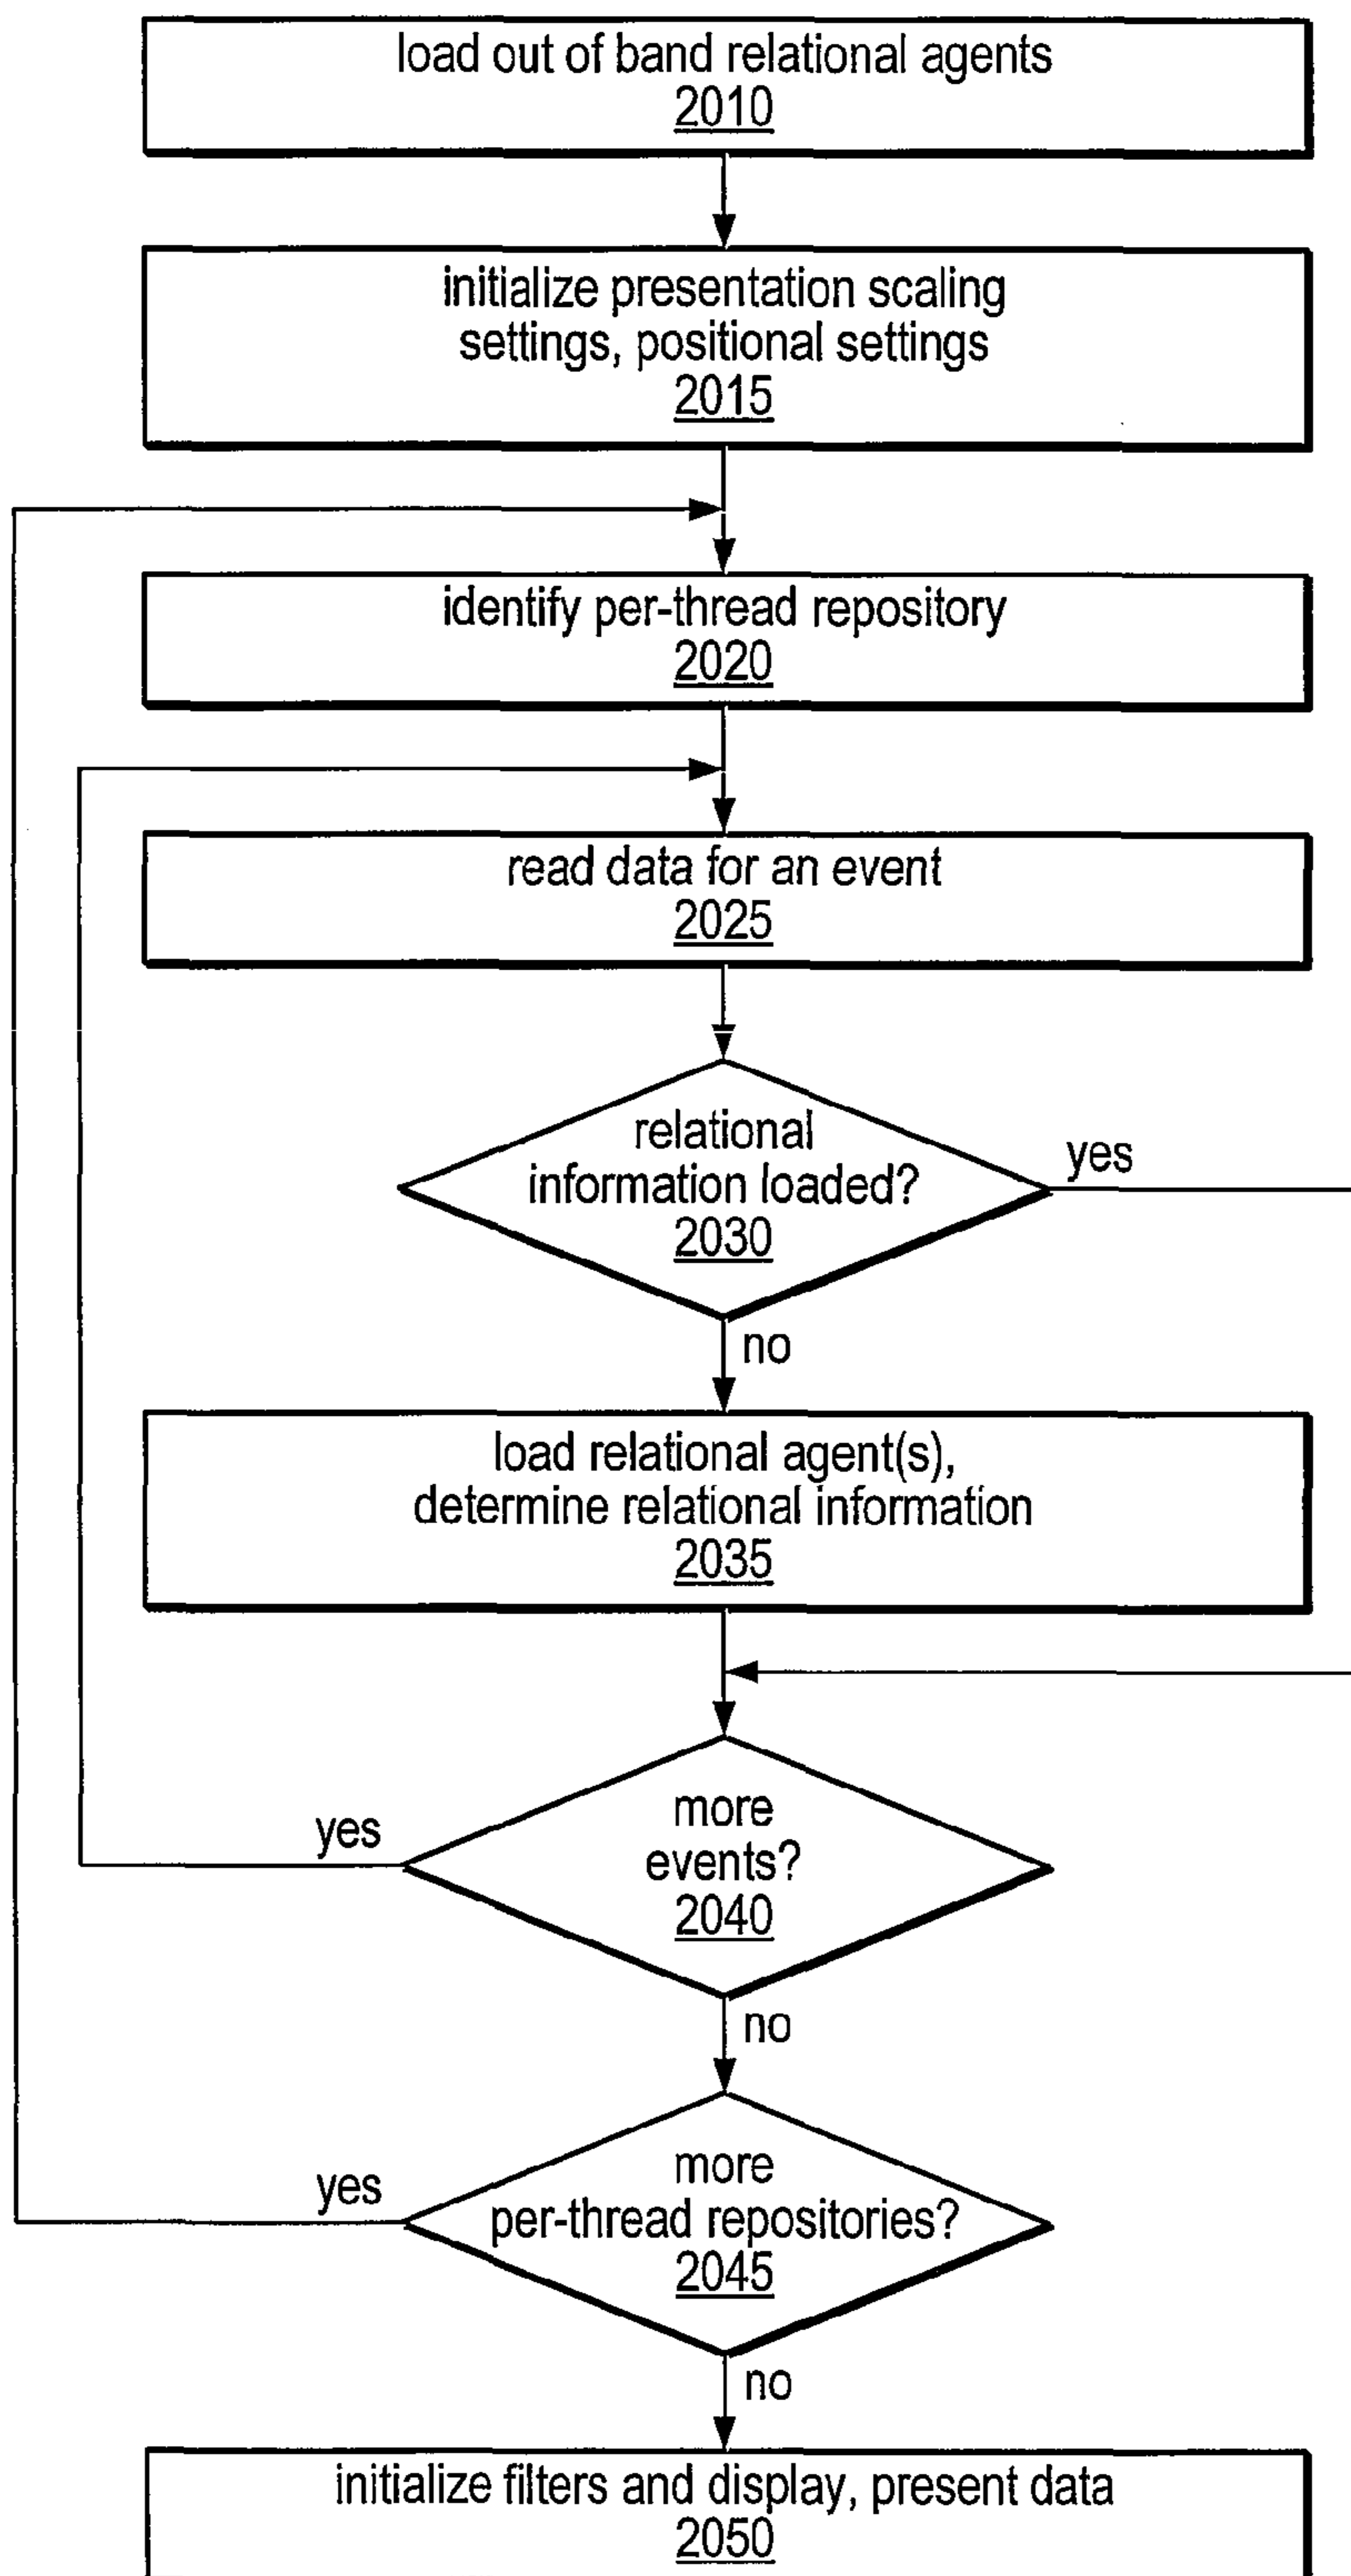 load out of band relational agents
2010
initialize presentation scaling
settings, positional settings
2015
identify per-thread repository
2020
read data for an event
2025
relational
information loaded?
2030
yes
no
load relational agent(s),
determine relational information
2035
more
events?
2040
yes
no
more
per-thread repositories?
2045
yes
no
initialize filters and display, present data
2050